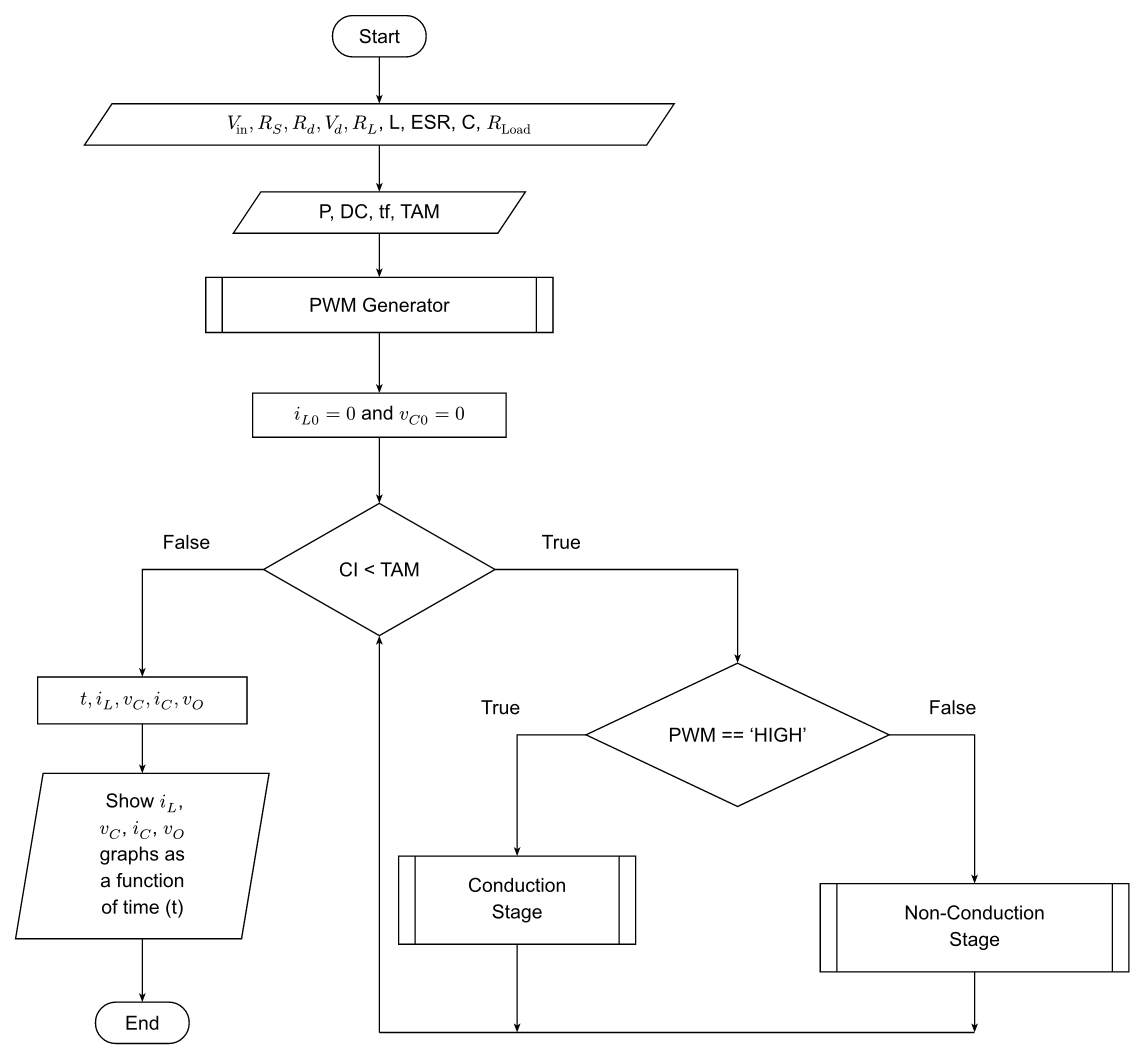 Start
V_in, R_S, R_d, V_d, R_L, L, ESR, C, R_Load
P, DC, tf, TAM
PWM Generator
i_L0 = 0 and v_C0 = 0
False
True
CI < TAM
t, i_L, v_C, i_C, v_O
True
False
PWM == ‘HIGH’
Show i_L,
v_C, i_C, v_O
graphs as
a function
of time (t)
Conduction
Stage
Non-Conduction
Stage
End